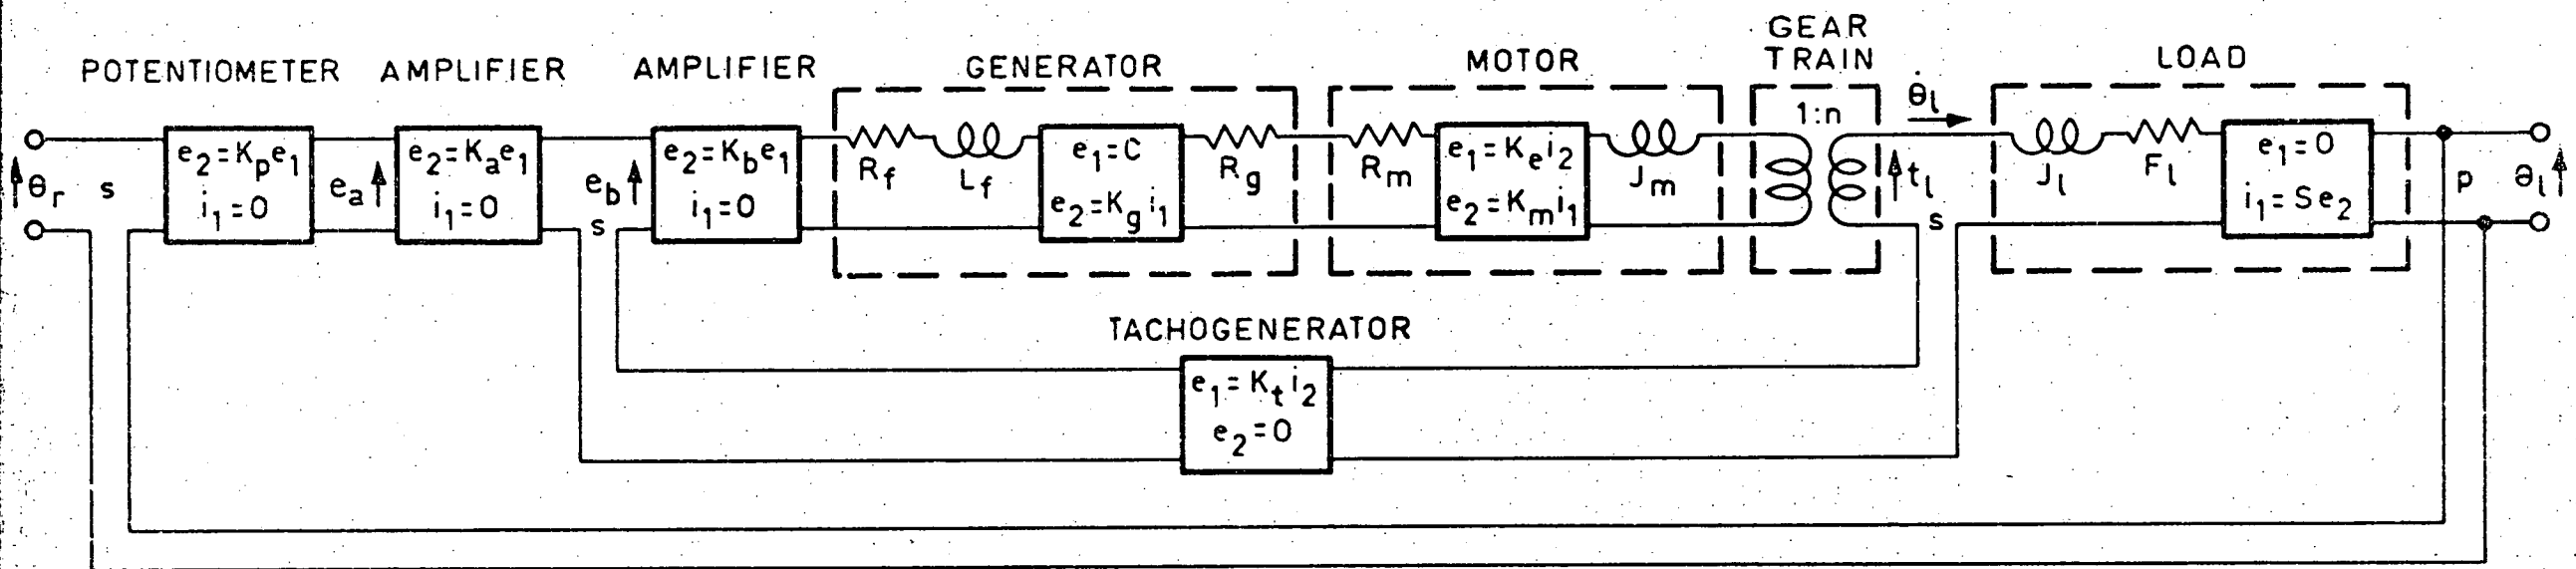 POTENTIOMETER
AMPLIFIER
AMPLIFIER
GENERATOR
MOTOR
GEAR
TRAIN
LOAD
θr
s
e2=Kpe1
i1=0
ea
e2=Kae1
i1=0
eb
s
e2=Kbe1
i1=0
Rf
Lf
e1=C
e2=Kgi1
Rg
Rm
e1=Kei2
e2=Kmi1
Jm
1:n
θ̇l
tl
s
Jl
Fl
e1=0
i1=Se2
p
θl
TACHOGENERATOR
e1=Kti2
e2=0